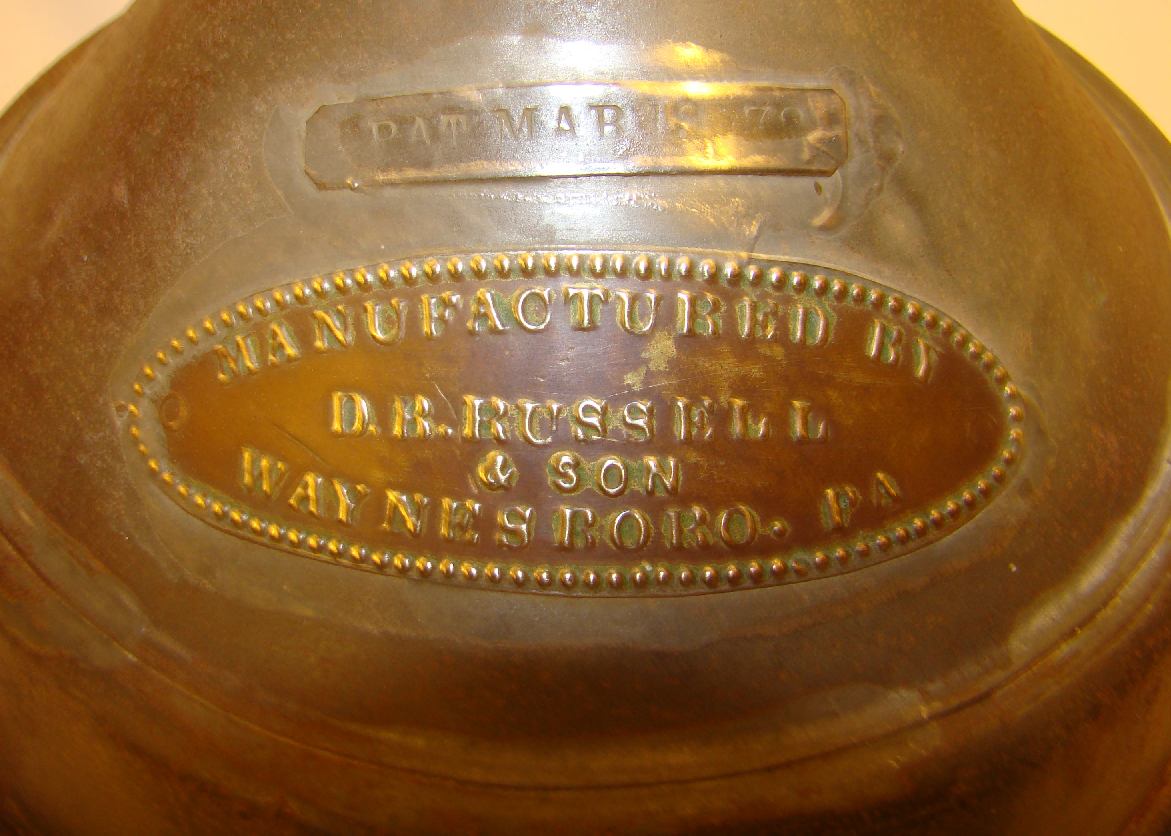 PAT MAR
MANUFACTURED BY
D.R.RUSSELL
& SON
WAYNESBORO. PA